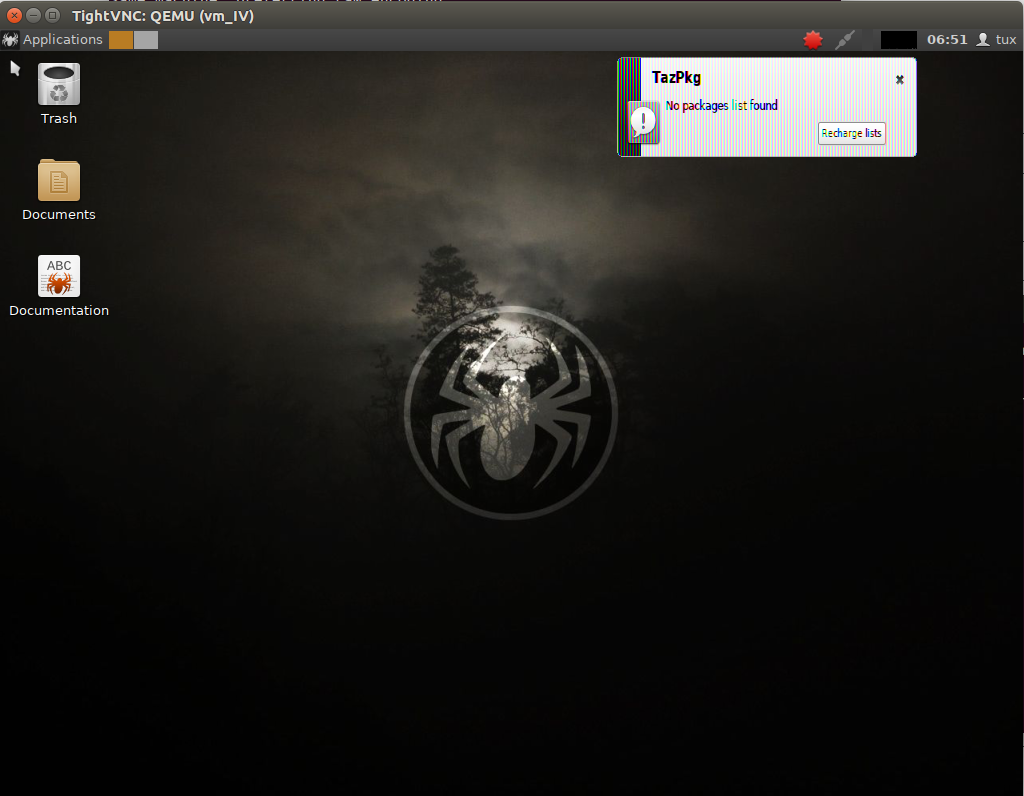 TightVNC: QEMU (vm_IV)
Applications
06:51
tux
Trash
Documents
ABC
Documentation
TazPkg
No packages list found
Recharge lists